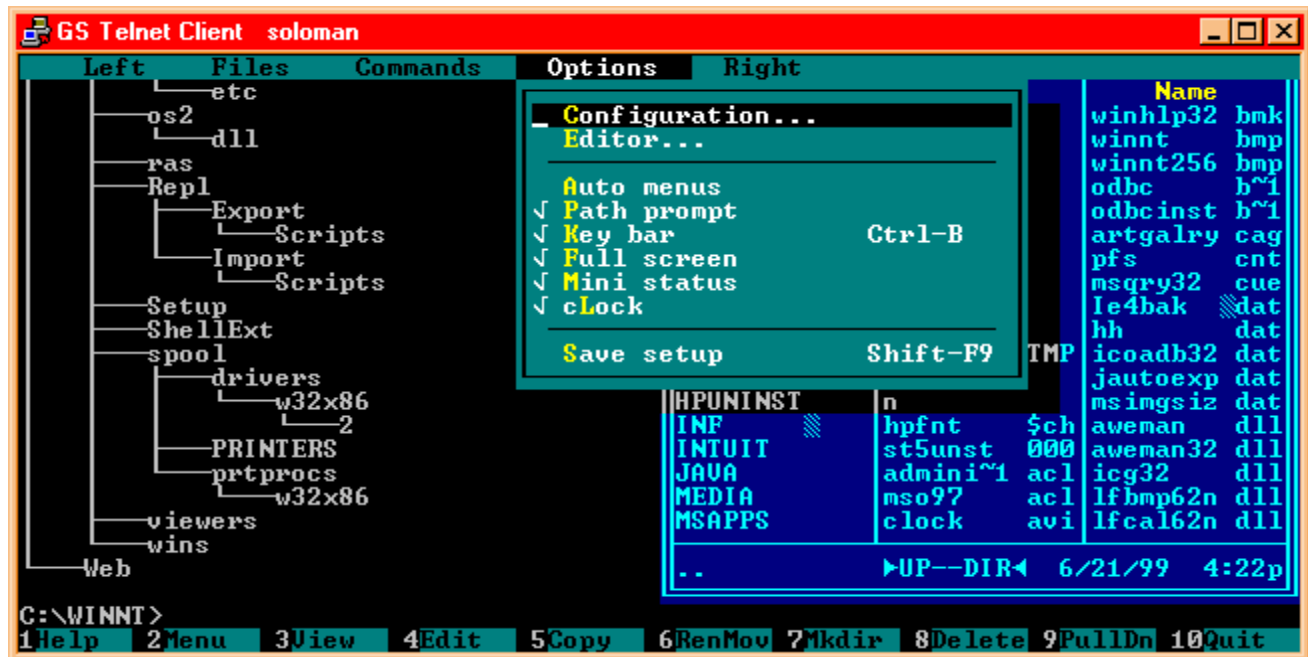 GS Telnet Client soloman
Left Files Commands Options Right
etc
os2
dll
ras
Repl
Export
Scripts
Import
Scripts
Setup
ShellExt
spool
drivers
w32x86
2
PRINTERS
prtprocs
w32x86
viewers
wins
Web
Configuration...
Editor...
Auto menus
√ Path prompt
√ Key bar Ctrl-B
√ Full screen
√ Mini status
√ cLock
Save setup Shift-F9
Name
winhlp32 bmk
winnt bmp
winnt256 bmp
odbc b~1
odbcinst b~1
artgalry cag
pfs cnt
msqry32 cue
Ie4bak dat
hh dat
TMP icoadb32 dat
jautoexp dat
HPUNINST n msimgsiz dat
INF hpfnt $ch aweman dll
INTUIT st5unst 000 aweman32 dll
JAVA admini~1 acl icg32 dll
MEDIA mso97 acl lfbmp62n dll
MSAPPS clock avi lfcal62n dll
.. ►UP--DIR◄ 6/21/99 4:22p
C:\WINNT>
1Help 2Menu 3View 4Edit 5Copy 6RenMov 7Mkdir 8Delete 9PullDn 10Quit